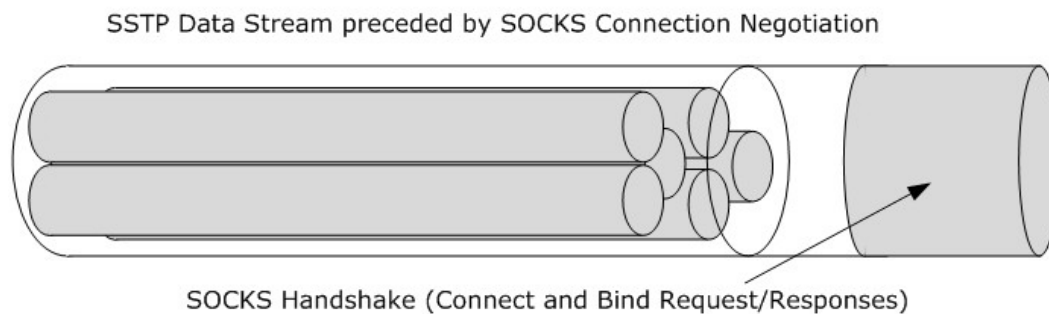 SSTP Data Stream preceded by SOCKS Connection Negotiation
SOCKS Handshake (Connect and Bind Request/Responses)